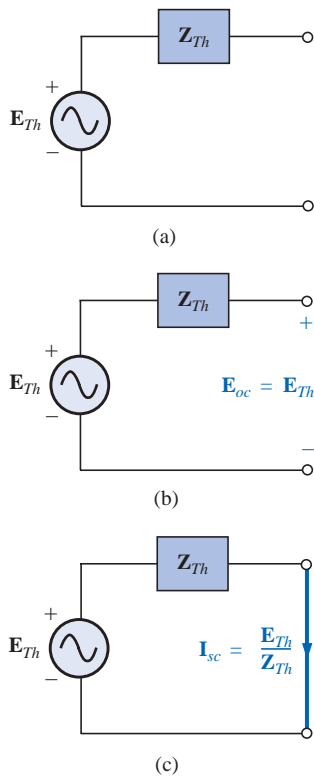 Z_Th
+
E_Th
−
(a)
Z_Th
+
+
E_Th
E_oc = E_Th
−
−
(b)
Z_Th
+
E_Th
I_sc = E_Th / Z_Th
−
(c)